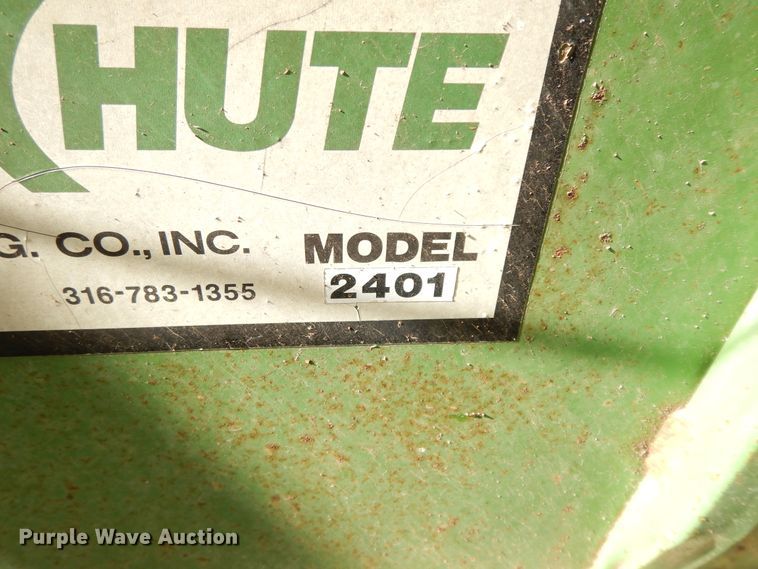 HUTE
G. CO., INC.
MODEL
316-783-1355
2401
Purple Wave Auction